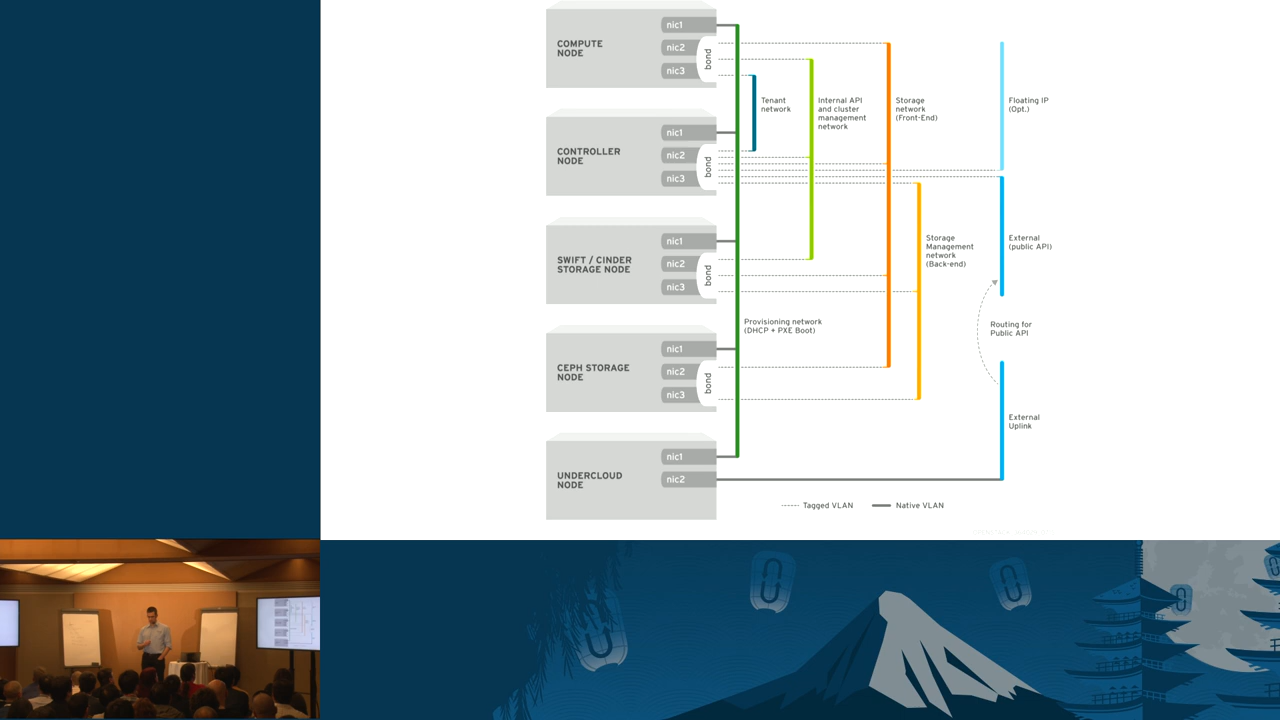 COMPUTE
NODE
nic1
nic2
nic3
bond
CONTROLLER
NODE
nic1
nic2
nic3
bond
SWIFT / CINDER
STORAGE NODE
nic1
nic2
nic3
bond
CEPH STORAGE
NODE
nic1
nic2
nic3
bond
UNDERCLOUD
NODE
nic1
nic2
Tenant
network
Internal API
and cluster
management
network
Storage
network
(Front-End)
Floating IP
(Opt.)
Storage
Management
network
(Back-end)
External
(public API)
Provisioning network
(DHCP + PXE Boot)
Routing for
Public API
External
Uplink
Tagged VLAN
Native VLAN